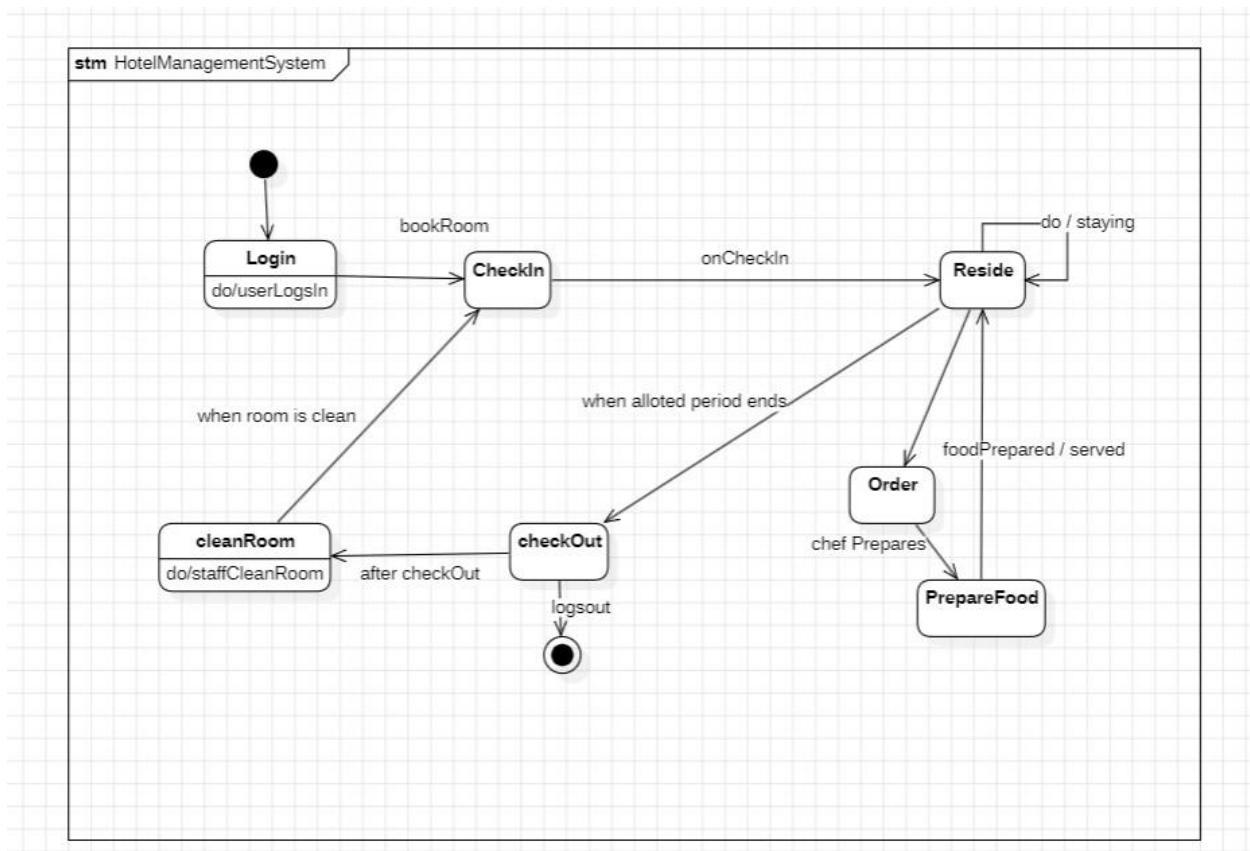 stm HotelManagementSystem
bookRoom
do / staying
Login
do/userLogsIn
CheckIn
onCheckIn
Reside
when room is clean
when alloted period ends
foodPrepared / served
Order
chef Prepares
cleanRoom
do/staffCleanRoom
after checkOut
checkOut
logsout
PrepareFood